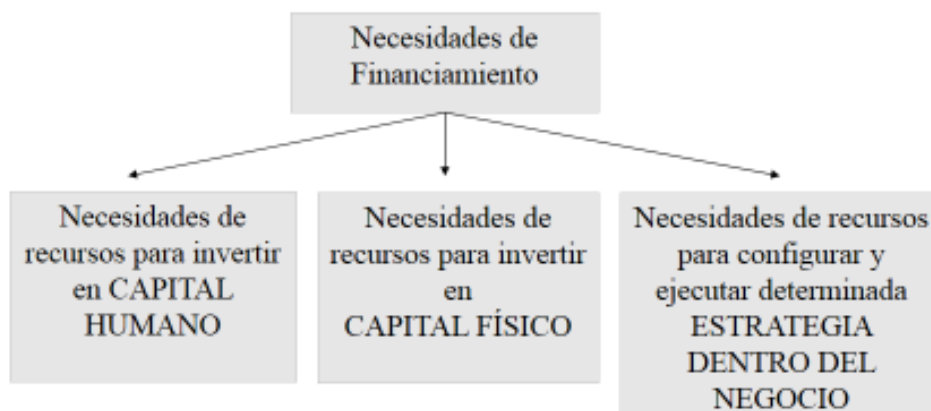 Necesidades de
Financiamiento
Necesidades de
recursos para invertir
en CAPITAL
HUMANO
Necesidades de
recursos para invertir
en
CAPITAL FÍSICO
Necesidades de recursos
para configurar y
ejecutar determinada
ESTRATEGIA
DENTRO DEL
NEGOCIO